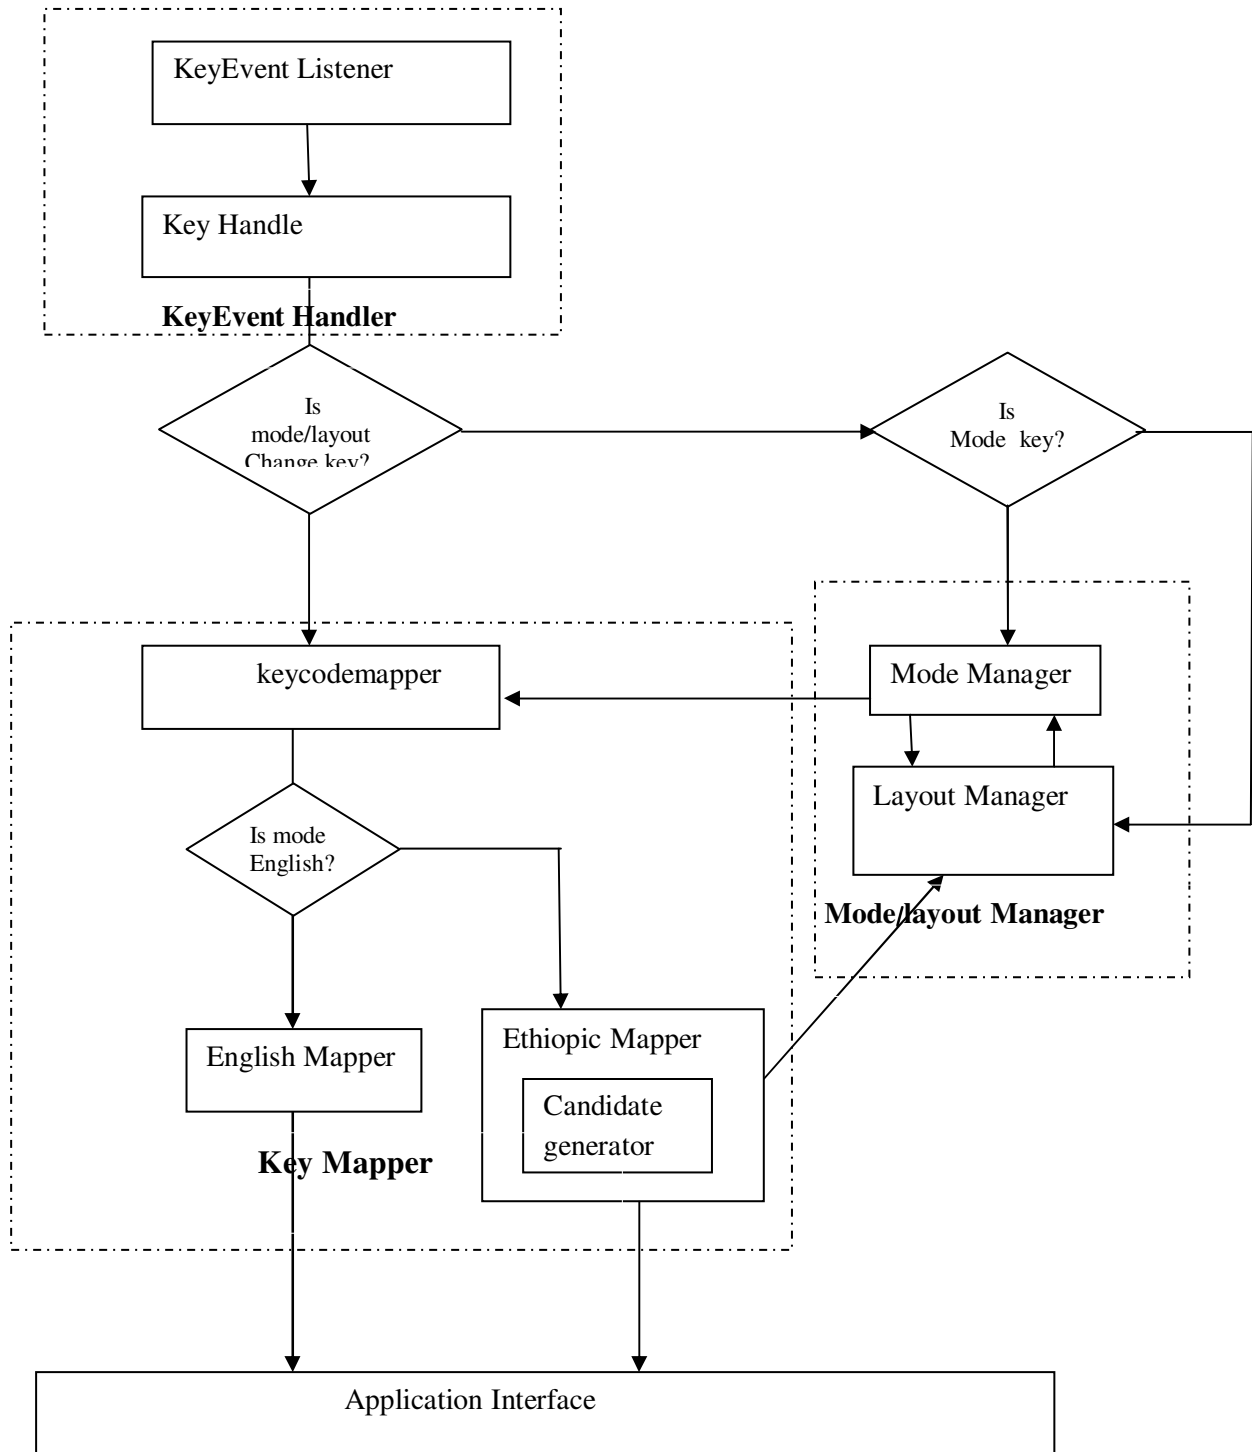 KeyEvent Listener
Key Handle
KeyEvent Handler
Is
mode/layout
Change key?
Is
Mode key?
keycodemapper
Mode Manager
Layout Manager
Is mode
English?
Mode/layout Manager
English Mapper
Ethiopic Mapper
Candidate
generator
Key Mapper
Application Interface